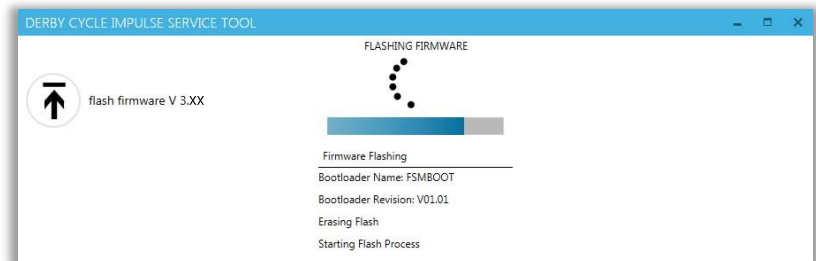 DERBY CYCLE IMPULSE SERVICE TOOL
FLASHING FIRMWARE
flash firmware V 3.XX
Firmware Flashing
Bootloader Name: FSMBOOT
Bootloader Revision: V01.01
Erasing Flash
Starting Flash Process